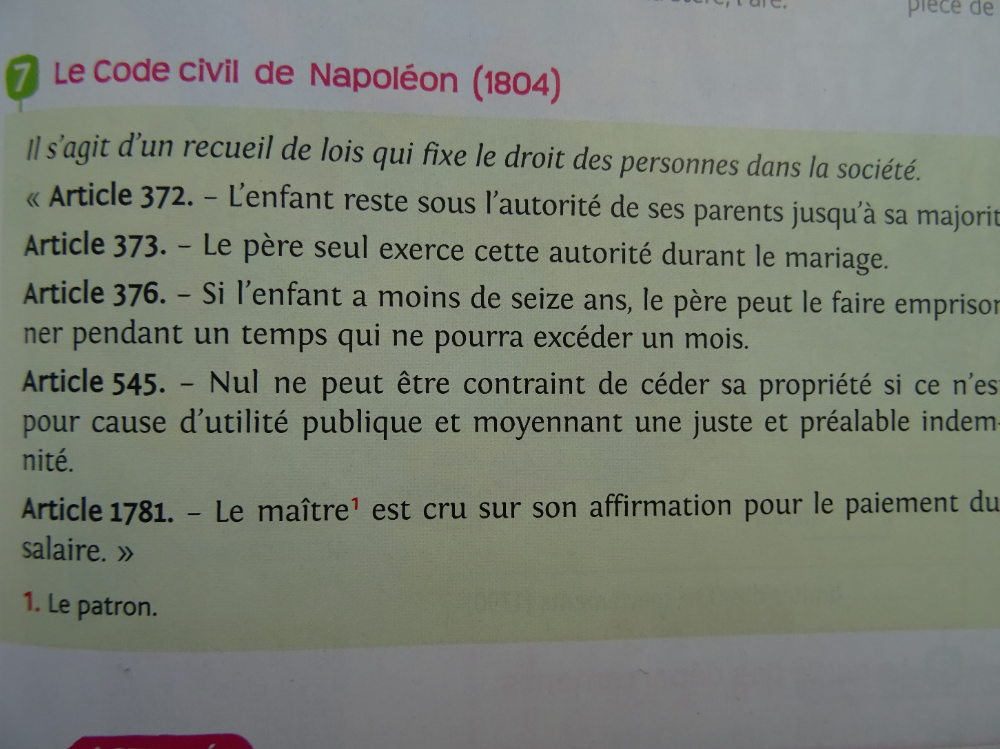 pièce de
7 Le Code civil de Napoléon (1804)
Il s'agit d'un recueil de lois qui fixe le droit des personnes dans la société.
« Article 372. – L'enfant reste sous l'autorité de ses parents jusqu'à sa majorit
Article 373. – Le père seul exerce cette autorité durant le mariage.
Article 376. – Si l'enfant a moins de seize ans, le père peut le faire emprison
ner pendant un temps qui ne pourra excéder un mois.
Article 545. – Nul ne peut être contraint de céder sa propriété si ce n'es
pour cause d'utilité publique et moyennant une juste et préalable indem-
nité.
Article 1781. – Le maître¹ est cru sur son affirmation pour le paiement du
salaire. »
1. Le patron.